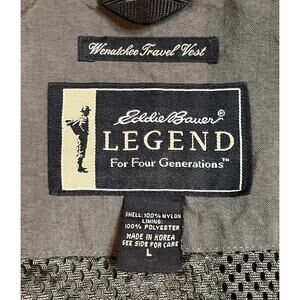 Wenatchee Travel Vest
Eddie Bauer®
LEGEND
For Four Generations™
SHELL: 100% NYLON
LINING:
100% POLYESTER
MADE IN KOREA
SEE SIDE FOR CARE
L